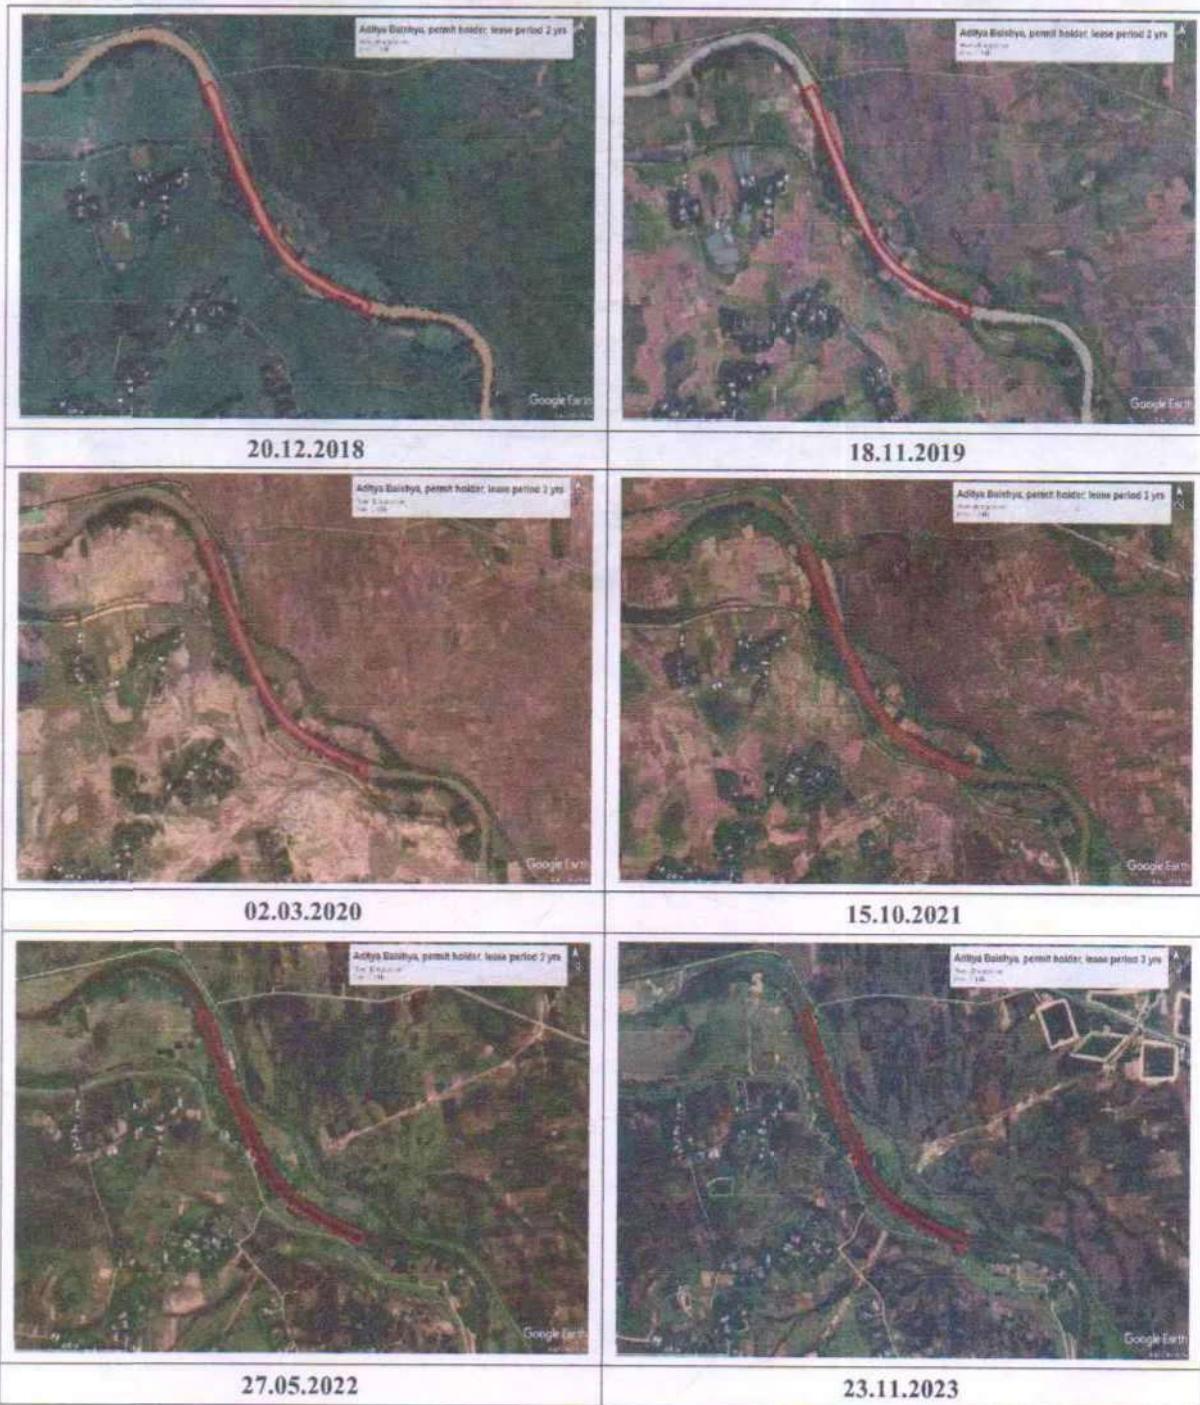 Aditya Baishya, permit holder, lease period 2 yrs
Aditya Baishya, permit holder, lease period 2 yrs
Google Earth
Google Earth
20.12.2018
18.11.2019
Aditya Baishya, permit holder, lease period 2 yrs
Aditya Baishya, permit holder, lease period 2 yrs
Google Earth
Google Earth
02.03.2020
15.10.2021
Aditya Baishya, permit holder, lease period 2 yrs
Aditya Baishya, permit holder, lease period 2 yrs
Google Earth
Google Earth
27.05.2022
23.11.2023